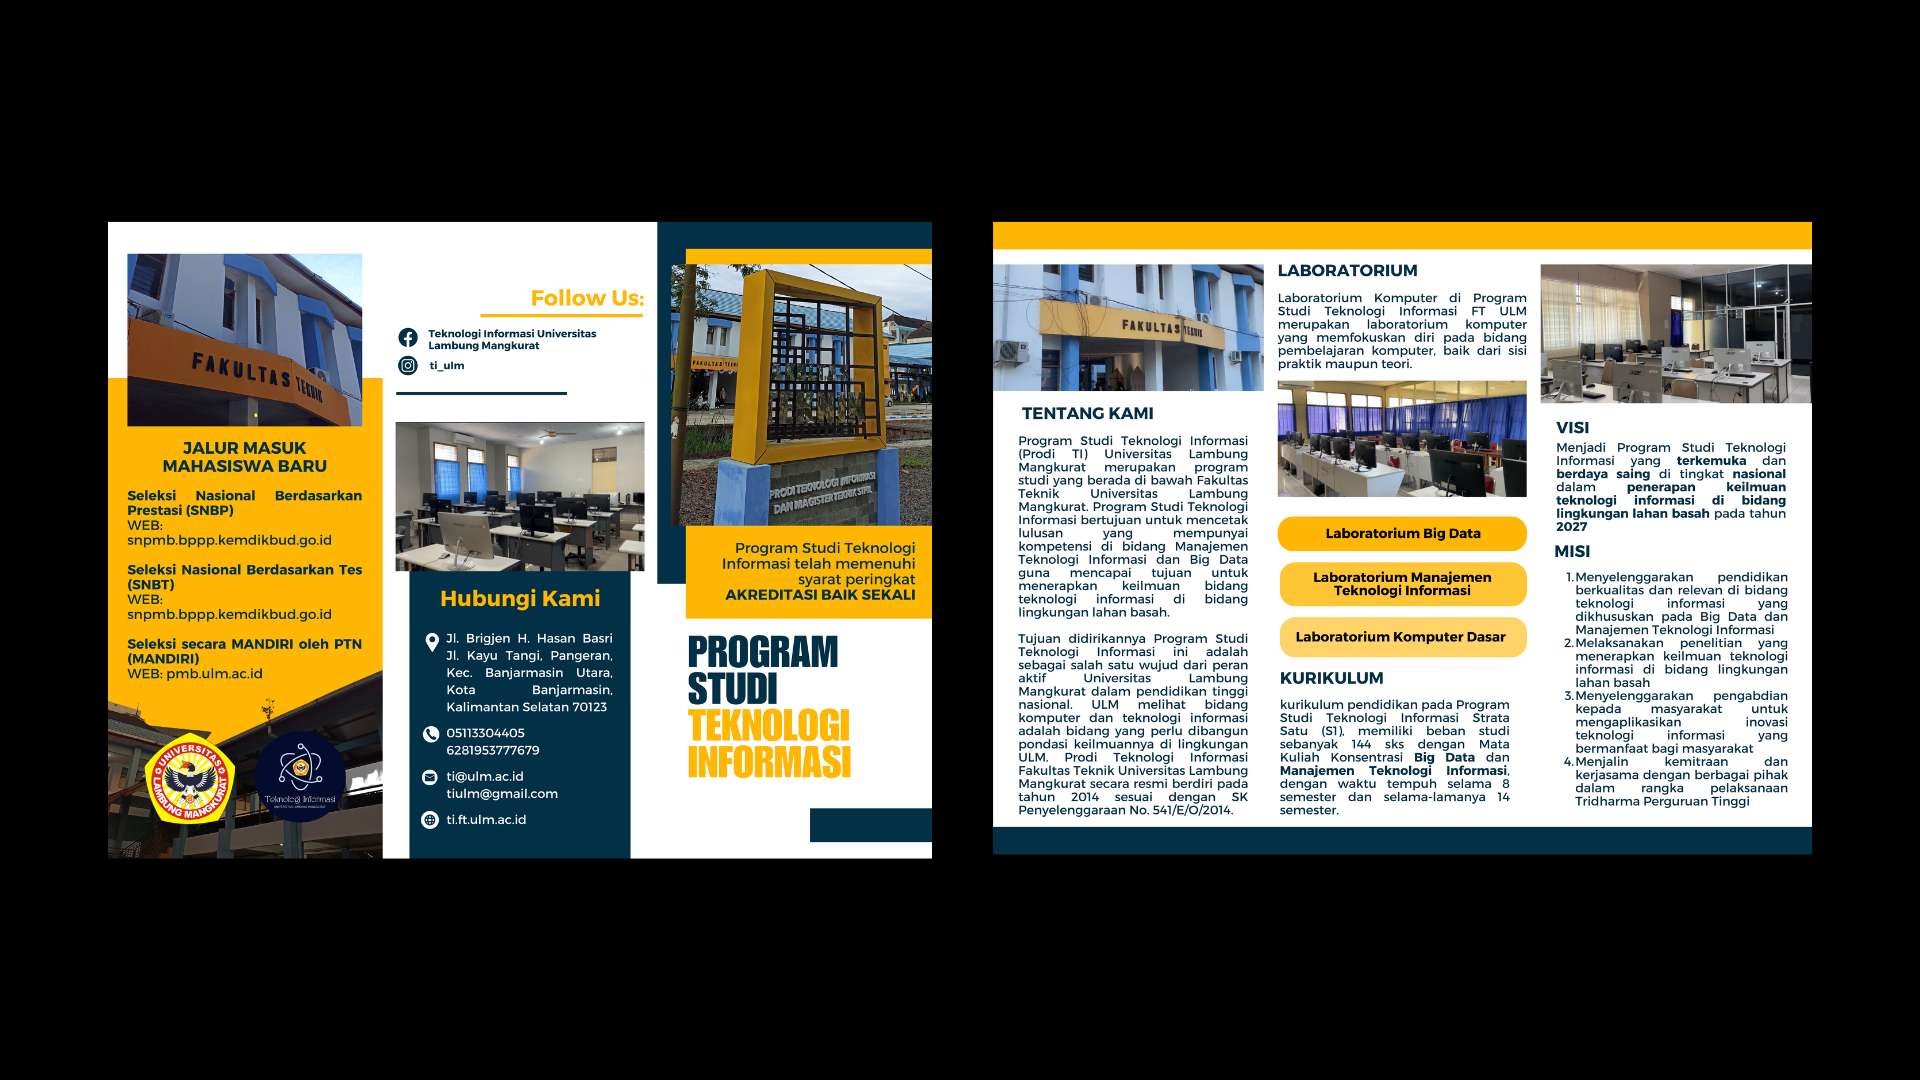 FAKULTAS TEKNIK
JALUR MASUK
MAHASISWA BARU
Seleksi Nasional Berdasarkan
Prestasi (SNBP)
WEB:
snpmb.bppp.kemdikbud.go.id
Seleksi Nasional Berdasarkan Tes
(SNBT)
WEB:
snpmb.bppp.kemdikbud.go.id
Seleksi secara MANDIRI oleh PTN
(MANDIRI)
WEB: pmb.ulm.ac.id
UNIVERSITAS
LAMBUNG MANGKURAT
Teknologi Informasi
Follow Us:
Teknologi Informasi Universitas
Lambung Mangkurat
ti_ulm
Hubungi Kami
Jl. Brigjen H. Hasan Basri
Jl. Kayu Tangi, Pangeran,
Kec. Banjarmasin Utara,
Kota Banjarmasin,
Kalimantan Selatan 70123
05113304405
6281953777679
ti@ulm.ac.id
tiulm@gmail.com
ti.ft.ulm.ac.id
PRODI TEKNOLOGI INFORMASI
DAN MAGISTER TEKNIK SIPIL
Program Studi Teknologi
Informasi telah memenuhi
syarat peringkat
AKREDITASI BAIK SEKALI
PROGRAM
STUDI
TEKNOLOGI
INFORMASI
FAKULTAS TEKNIK
TENTANG KAMI
Program Studi Teknologi Informasi
(Prodi TI) Universitas Lambung
Mangkurat merupakan program
studi yang berada di bawah Fakultas
Teknik Universitas Lambung
Mangkurat. Program Studi Teknologi
Informasi bertujuan untuk mencetak
lulusan yang mempunyai
kompetensi di bidang Manajemen
Teknologi Informasi dan Big Data
guna mencapai tujuan untuk
menerapkan keilmuan bidang
teknologi informasi di bidang
lingkungan lahan basah.
Tujuan didirikannya Program Studi
Teknologi Informasi ini adalah
sebagai salah satu wujud dari peran
aktif Universitas Lambung
Mangkurat dalam pendidikan tinggi
nasional. ULM melihat bidang
komputer dan teknologi informasi
adalah bidang yang perlu dibangun
pondasi keilmuannya di lingkungan
ULM. Prodi Teknologi Informasi
Fakultas Teknik Universitas Lambung
Mangkurat secara resmi berdiri pada
tahun 2014 sesuai dengan SK
Penyelenggaraan No. 541/E/O/2014.
LABORATORIUM
Laboratorium Komputer di Program
Studi Teknologi Informasi FT ULM
merupakan laboratorium komputer
yang memfokuskan diri pada bidang
pembelajaran komputer, baik dari sisi
praktik maupun teori.
Laboratorium Big Data
Laboratorium Manajemen
Teknologi Informasi
Laboratorium Komputer Dasar
KURIKULUM
kurikulum pendidikan pada Program
Studi Teknologi Informasi Strata
Satu (S1), memiliki beban studi
sebanyak 144 sks dengan Mata
Kuliah Konsentrasi Big Data dan
Manajemen Teknologi Informasi,
dengan waktu tempuh selama 8
semester dan selama-lamanya 14
semester.
VISI
Menjadi Program Studi Teknologi
Informasi yang terkemuka dan
berdaya saing di tingkat nasional
dalam penerapan keilmuan
teknologi informasi di bidang
lingkungan lahan basah pada tahun
2027
MISI
1. Menyelenggarakan pendidikan
berkualitas dan relevan di bidang
teknologi informasi yang
dikhususkan pada Big Data dan
Manajemen Teknologi Informasi
2. Melaksanakan penelitian yang
menerapkan keilmuan teknologi
informasi di bidang lingkungan
lahan basah
3. Menyelenggarakan pengabdian
kepada masyarakat untuk
mengaplikasikan inovasi
teknologi informasi yang
bermanfaat bagi masyarakat
4. Menjalin kemitraan dan
kerjasama dengan berbagai pihak
dalam rangka pelaksanaan
Tridharma Perguruan Tinggi